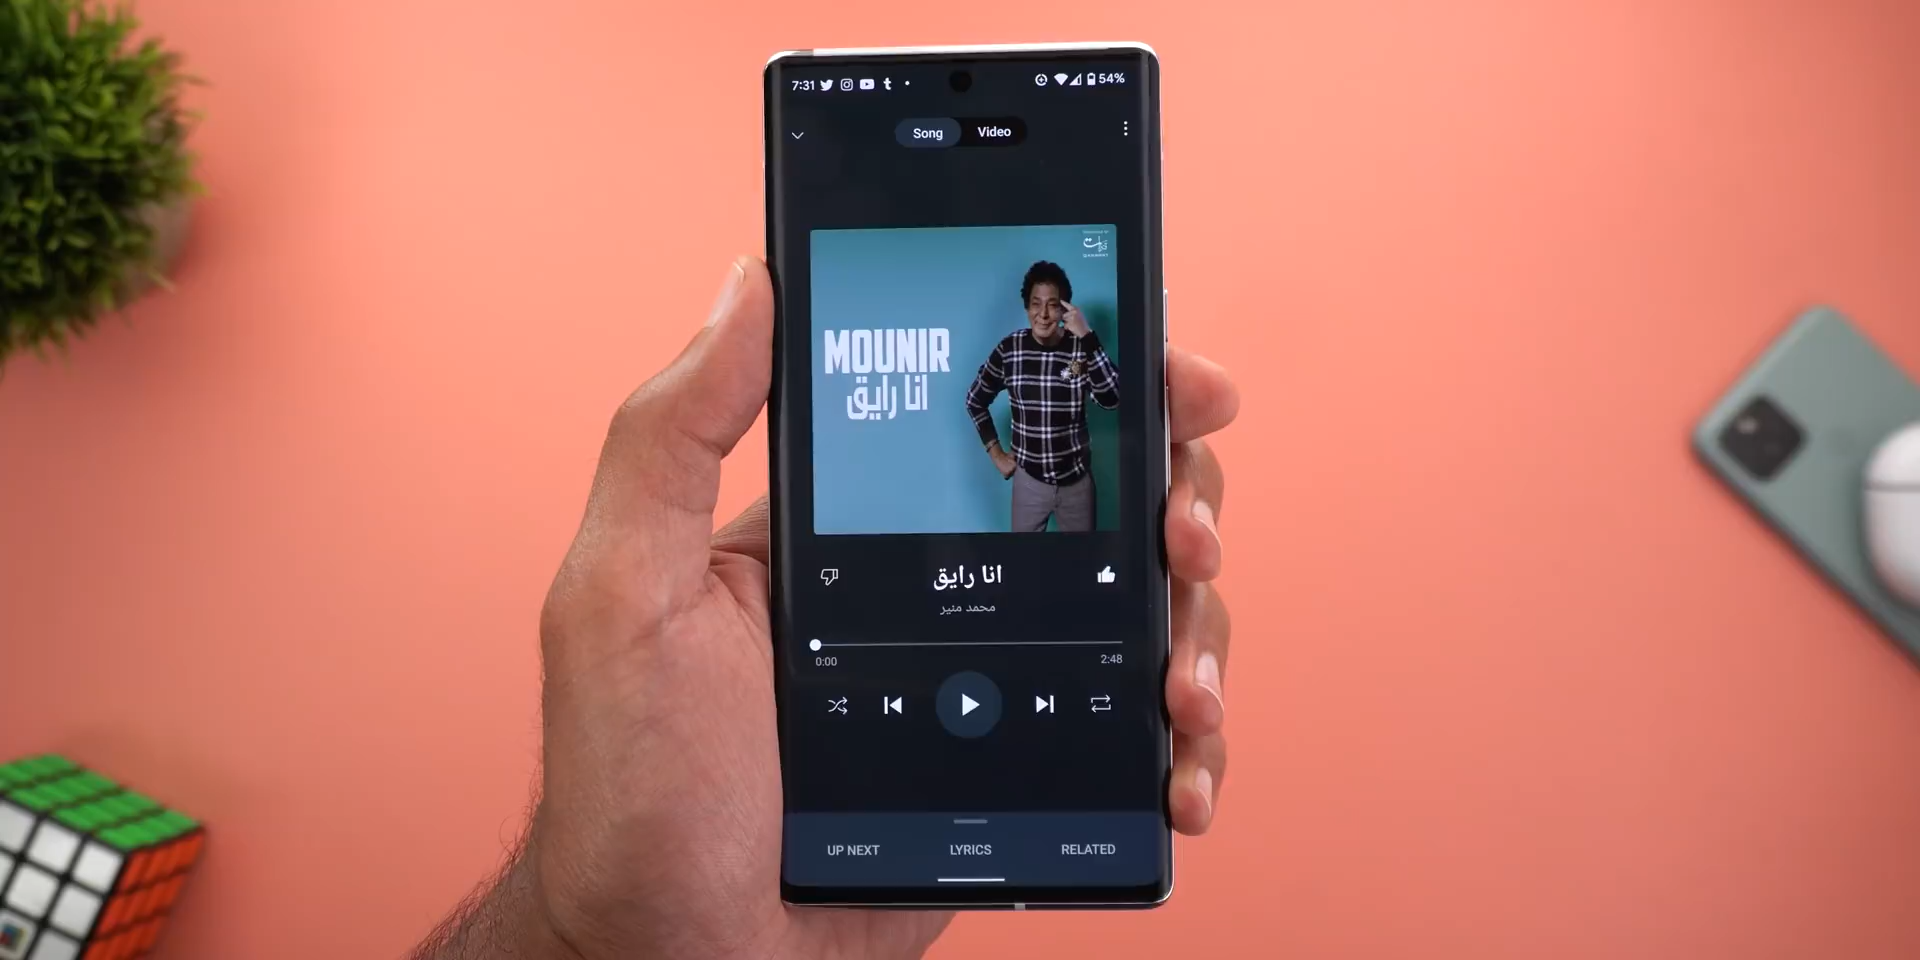 7:31
54%
Song Video
قنوات
MOUNIR
انا رايق
انا رايق
محمد منير
0:00 2:48
UP NEXT LYRICS RELATED